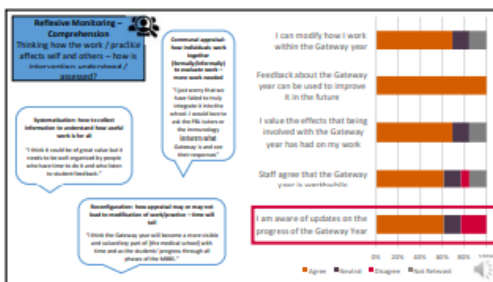 Reflexive Monitoring –
Comprehension
Thinking how the work / practice
affects self and others – how is
intervention understood /
assessed?
Communal appraisal:
how individuals work
together
(formally/informally)
to evaluate work –
more work needed
"I just worry that we
have failed to truly
integrate it into the
school. I would love to
ask the PBL tutors or
the immunology
lecturers what
Gateway is and see
their responses"
Systematisation: how to collect
information to understand how useful
work is for all
"I think it could be of great value but it
needs to be well organised by people
who have time to do it and who listen
to student feedback."
Reconfiguration: how appraisal may or may not
lead to modification of work/practice – time will
tell
"I think the Gateway year will become a more visible
and valued/key part of [the medical school] with
time and as the students' progress through all
phases of the MBBS."
I can modify how I work
within the Gateway year
Feedback about the Gateway
year can be used to improve
it in the future
I value the effects that being
involved with the Gateway
year has had on my work
Staff agree that the Gateway
year is worthwhile
I am aware of updates on the
progress of the Gateway Year
0% 20% 40% 60% 80%
Agree Neutral Disagree Not Relevant